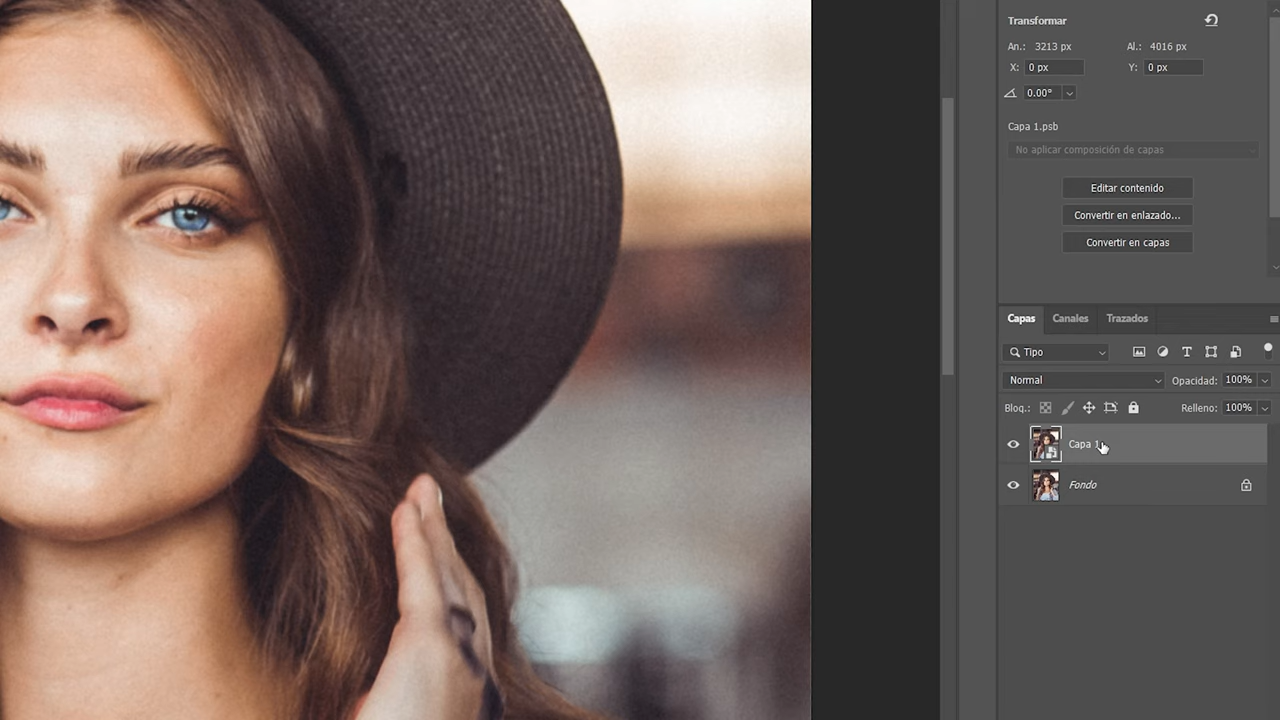 Transformar
An.: 3213 px Al.: 4016 px
X: 0 px Y: 0 px
0.00°
Capa 1.psb
No aplicar composición de capas
Editar contenido
Convertir en enlazado...
Convertir en capas
Capas Canales Trazados
Tipo
Normal Opacidad: 100%
Bloq.: Relleno: 100%
Capa 1
Fondo